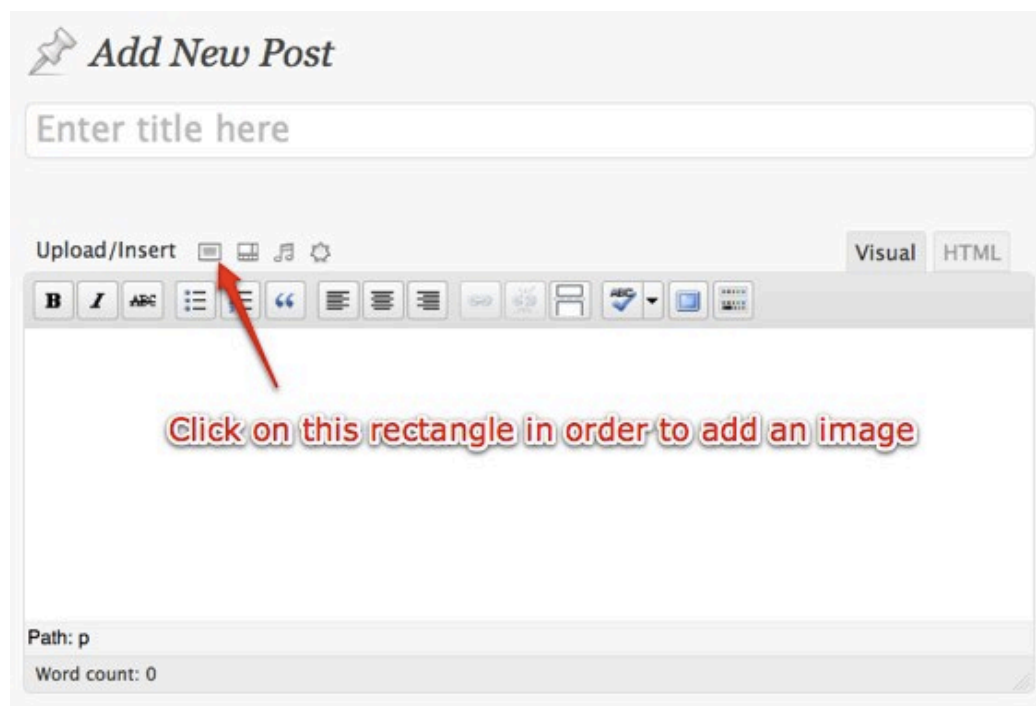 Add New Post
Enter title here
Upload/Insert
Visual HTML
B I ABC ABC
Click on this rectangle in order to add an image
Path: p
Word count: 0